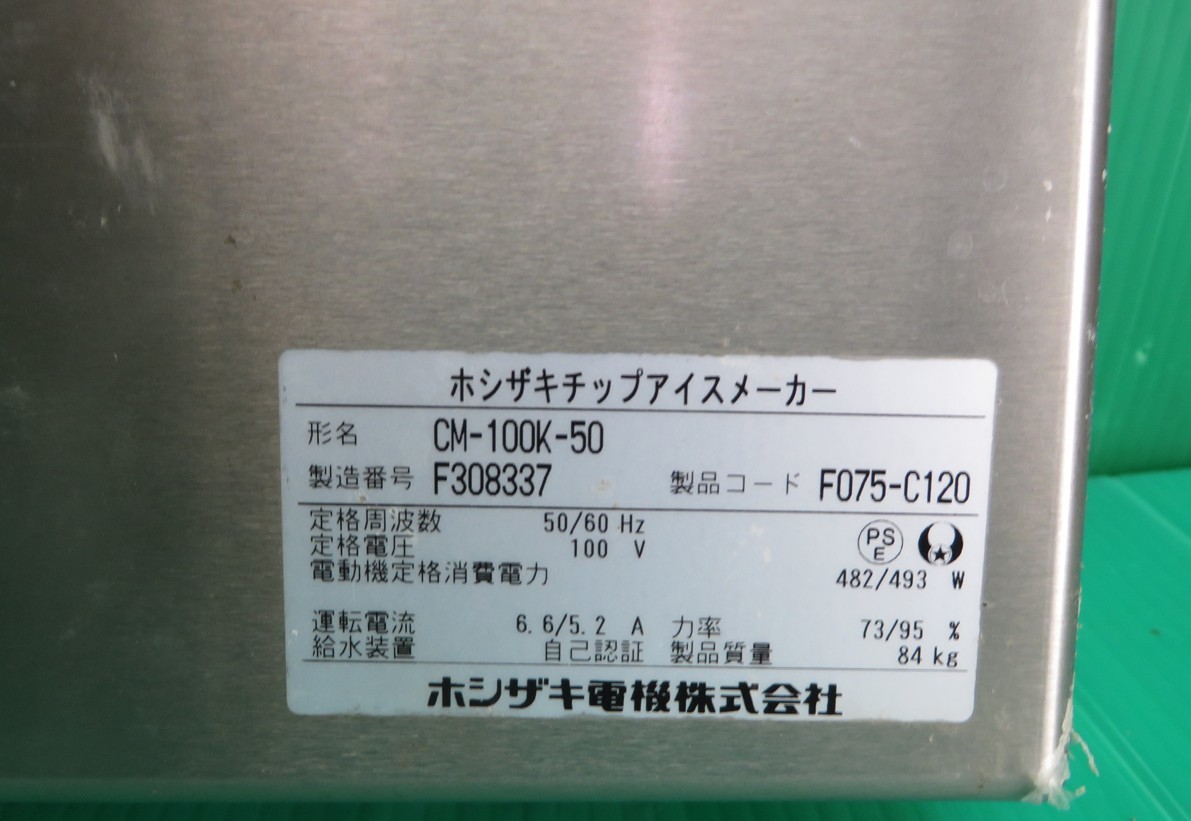 ホシザキチップアイスメーカー
形名 CM-100K-50
製造番号 F308337 製品コード F075-C120
定格周波数 50/60 Hz
定格電圧 100 V
PS
E
電動機定格消費電力 482/493 W
運転電流 6.6/5.2 A 力率 73/95 %
給水装置 自己認証 製品質量 84 kg
ホシザキ電機株式会社